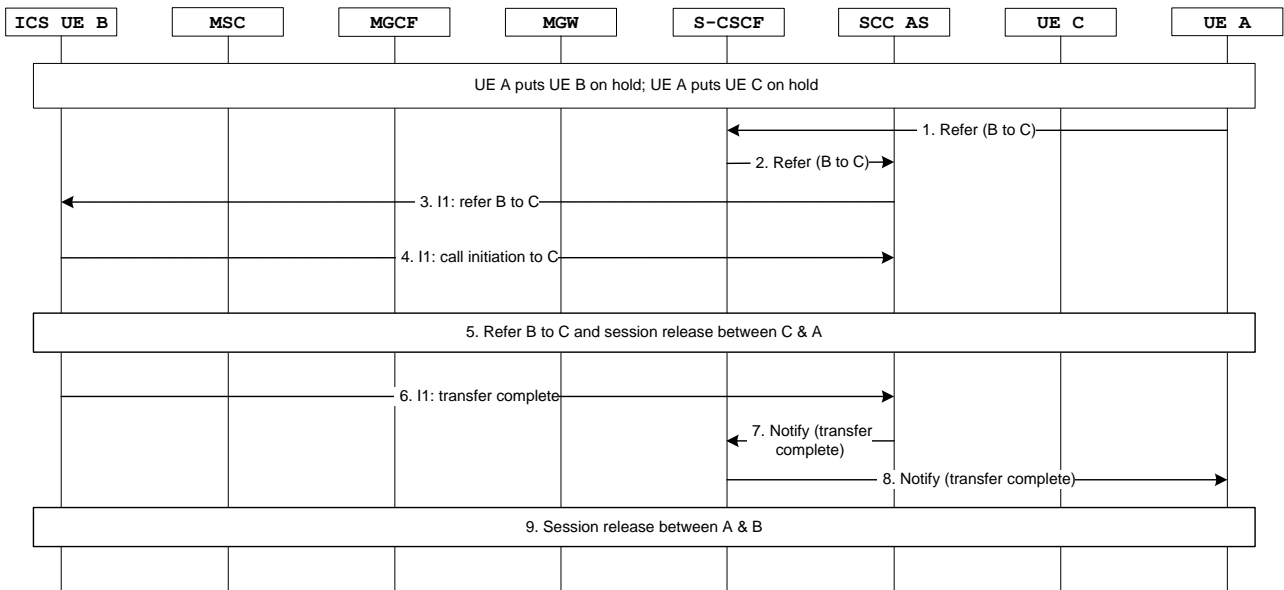 ICS UE B
MSC
MGCF
MGW
S-CSCF
SCC AS
UE C
UE A
UE A puts UE B on hold; UE A puts UE C on hold
1. Refer (B to C)
2. Refer (B to C)
3. I1: refer B to C
4. I1: call initiation to C
5. Refer B to C and session release between C & A
6. I1: transfer complete
7. Notify (transfer
complete)
8. Notify (transfer complete)
9. Session release between A & B